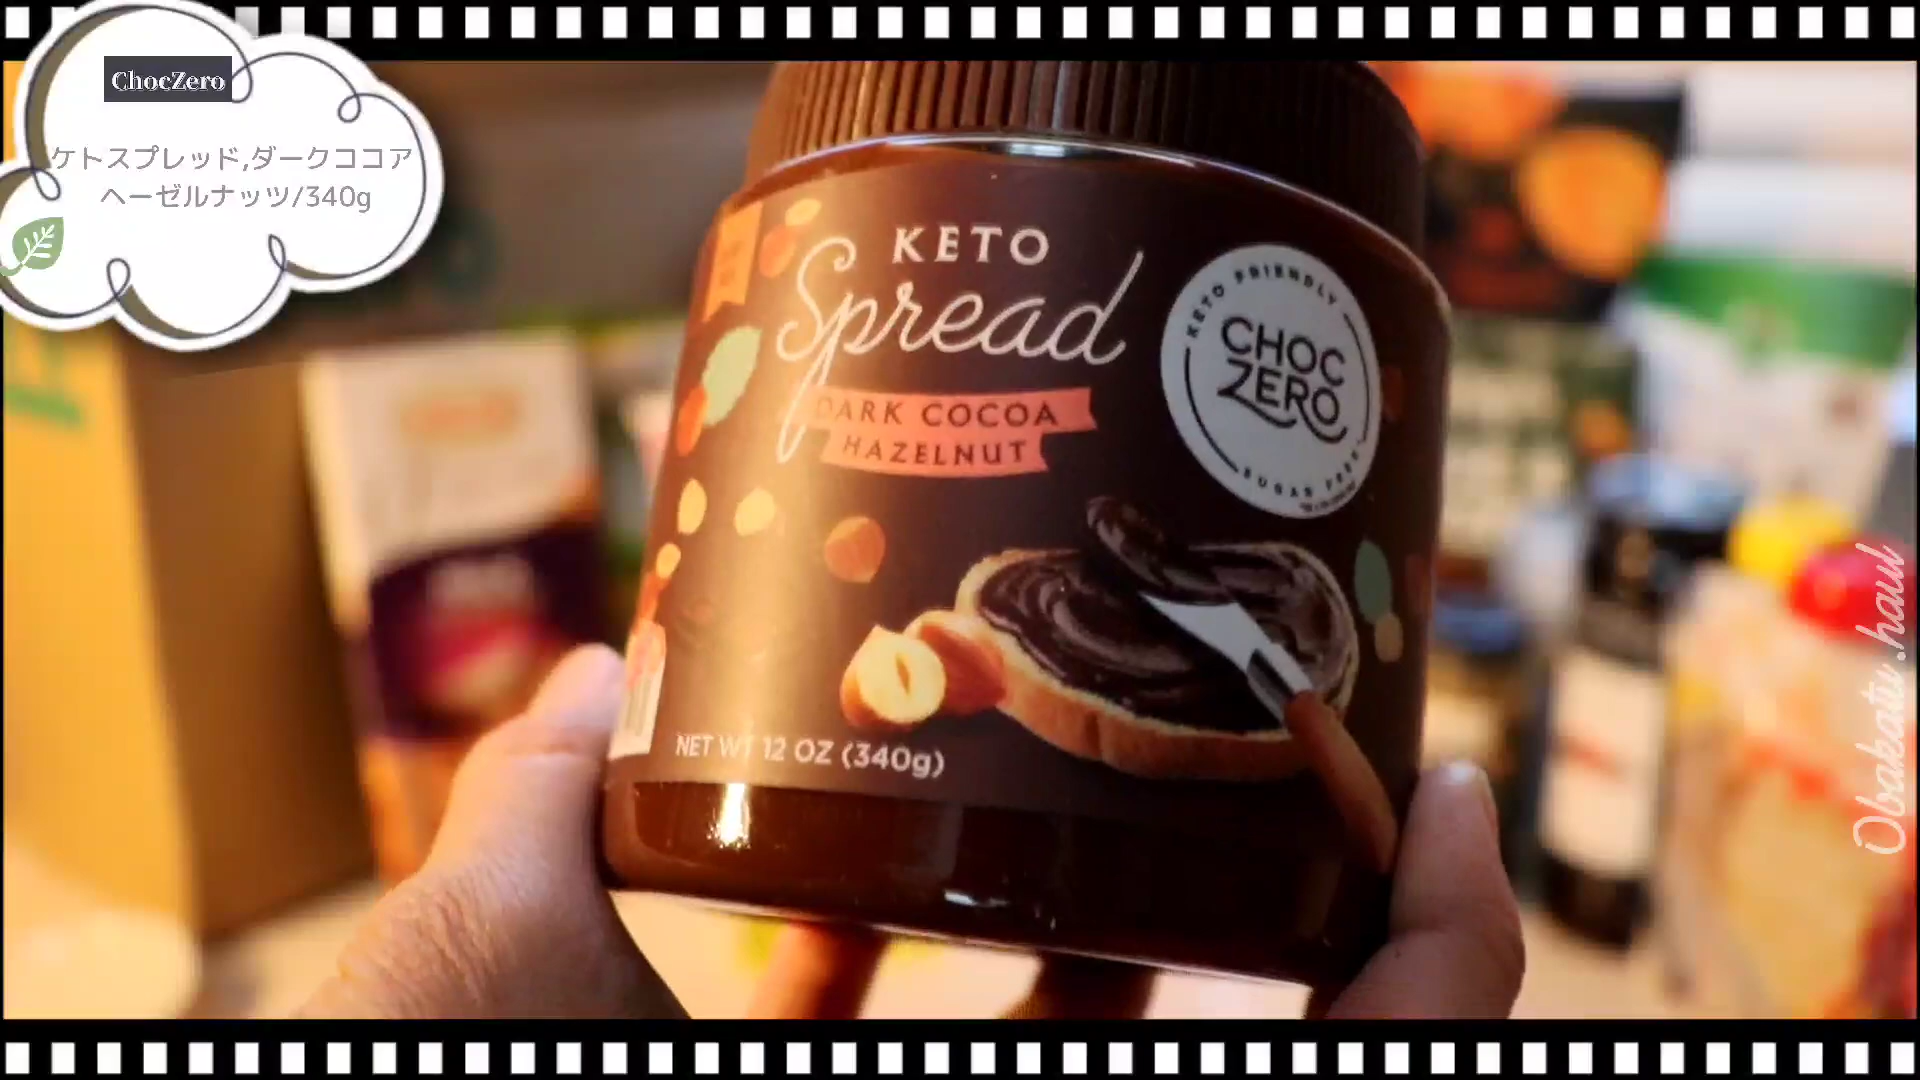 ChocZero
ケトスプレッド,ダークココア
ヘーゼルナッツ/340g
KETO
Spread
DARK COCOA
HAZELNUT
KETO FRIENDLY
CHOC
ZERO
SUGAR FREE
NET WT 12 OZ (340g)
Obakatu.haul